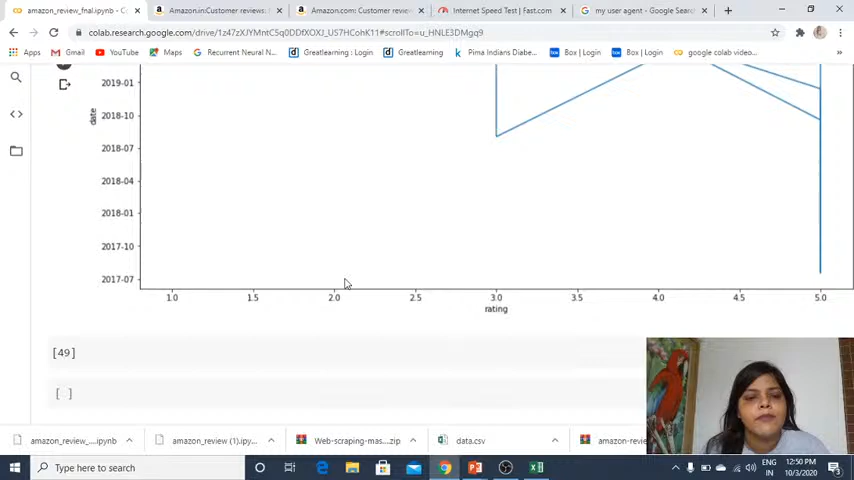 amazon_review_fnal.ipynb - C
Amazon.in:Customer reviews: 
Amazon.com: Customer review
Internet Speed Test | Fast.com
my user agent - Google Search
colab.research.google.com/drive/1z47zXJYMntC5q0DDfXOXJ_US7HCohK11#scrollTo=u_HNLE3DMgq9
Apps
Gmail
YouTube
Maps
Recurrent Neural N...
Greatlearning : Login
Greatlearning
Pima Indians Diabe...
Box | Login
Box | Login
google colab video...
2019-01
2018-10
2018-07
2018-04
2018-01
2017-10
2017-07
date
1.0 1.5 2.0 2.5 3.0 3.5 4.0 4.5 5.0
rating
[49]
[ ]
amazon_review_....ipynb
amazon_review (1).ipynb
Web-scraping-mas....zip
data.csv
amazon-revie
Type here to search
ENG
IN
12:50 PM
10/3/2020
3